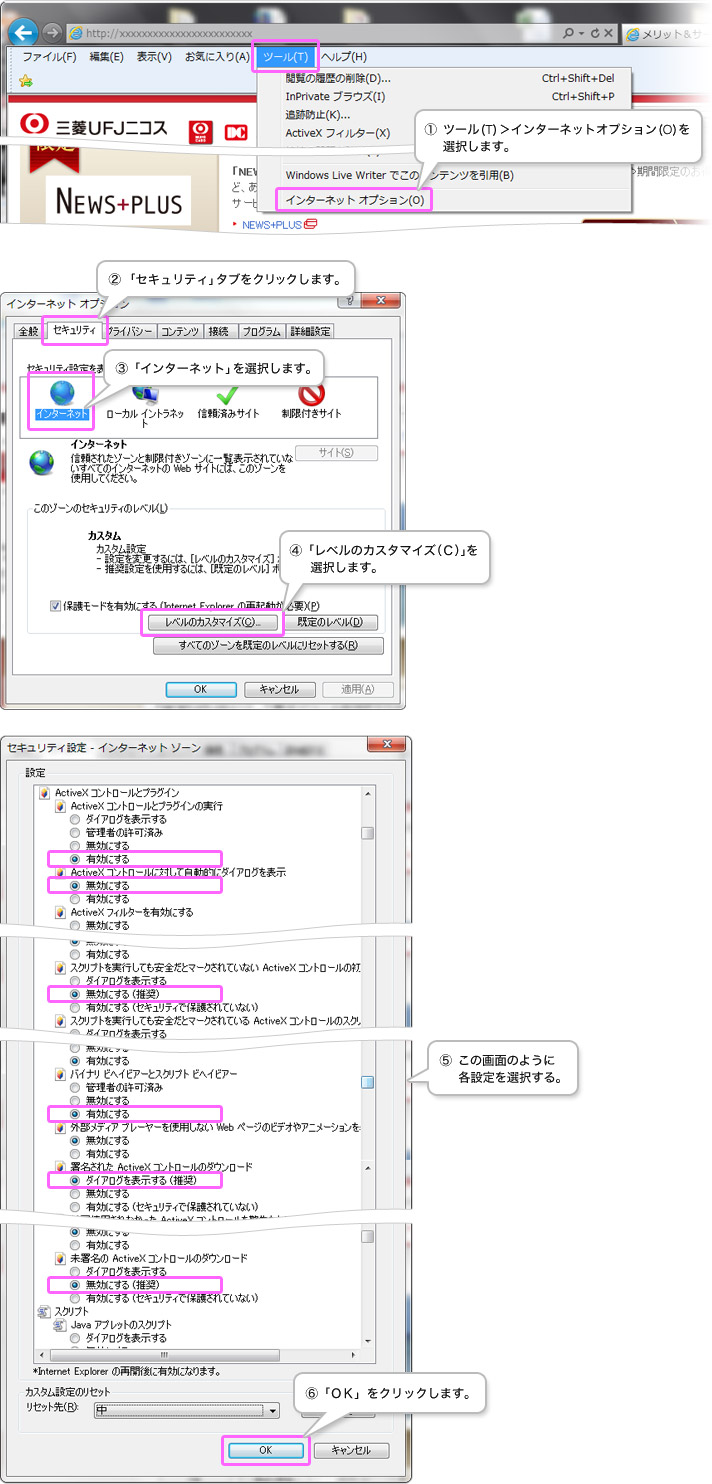 http://xxxxxxxxxxxxxxxxxxxxxxxx
メリット&サ
ファイル(F) 編集(E) 表示(V) お気に入り(A) ツール(T) ヘルプ(H)
閲覧の履歴の削除(D)... Ctrl+Shift+Del
InPrivate ブラウズ(I) Ctrl+Shift+P
追跡防止(K)...
ActiveX フィルター(X)
① ツール(T)>インターネットオプション(O)を
選択します。
三菱UFJニコス
DC
Windows Live Writer でこのコンテンツを引用(B)
インターネット オプション(O)
NEWS+PLUS
「NEW
ど、あ
サービ
NEWS+PLUS
期間限定のお
② 「セキュリティ」タブをクリックします。
インターネット オプション
全般 セキュリティ プライバシー コンテンツ 接続 プログラム 詳細設定
セキュリティ設定を表
③「インターネット」を選択します。
インターネット
ローカル イントラネッ
ト
信頼済みサイト
制限付きサイト
インターネット
信頼されたゾーンと制限付きゾーンに一覧表示されていな
いすべてのインターネットの Web サイトには、このゾーンを
使用してください。
サイト(S)
このゾーンのセキュリティのレベル(L)
カスタム
カスタム設定
- 設定を変更するには、[レベルのカスタマイズ]
- 推奨設定を使用するには、[既定のレベル] ボ
④「レベルのカスタマイズ(C)」を
選択します。
保護モードを有効にする (Internet Explorer の再起動が必要)(P)
レベルのカスタマイズ(C)... 既定のレベル(D)
すべてのゾーンを既定のレベルにリセットする(R)
OK キャンセル 適用(A)
セキュリティ設定 - インターネット ゾーン
設定
ActiveX コントロールとプラグイン
ActiveX コントロールとプラグインの実行
ダイアログを表示する
管理者の許可済み
無効にする
有効にする
ActiveX コントロールに対して自動的にダイアログを表示
無効にする
有効にする
ActiveX フィルターを有効にする
無効にする
無効にする
有効にする
スクリプトを実行しても安全だとマークされていない ActiveX コントロールの初
ダイアログを表示する
無効にする (推奨)
有効にする (セキュリティで保護されていない)
スクリプトを実行しても安全だとマークされている ActiveX コントロールのスクリ
ダイアログを表示する
無効にする
有効にする
バイナリ ビヘイビアーとスクリプト ビヘイビアー
管理者の許可済み
無効にする
有効にする
⑤ この画面のように
各設定を選択する。
外部メディア プレーヤーを使用しない Web ページのビデオやアニメーションを
無効にする
有効にする
署名された ActiveX コントロールのダウンロード
ダイアログを表示する (推奨)
無効にする
有効にする (セキュリティで保護されていない)
無効にする
有効にする
未署名の ActiveX コントロールのダウンロード
ダイアログを表示する
無効にする (推奨)
有効にする (セキュリティで保護されていない)
スクリプト
Java アプレットのスクリプト
ダイアログを表示する
*Internet Explorer の再開後に有効になります。
カスタム設定のリセット
リセット先(R): 中
⑥「OK」をクリックします。
OK キャンセル